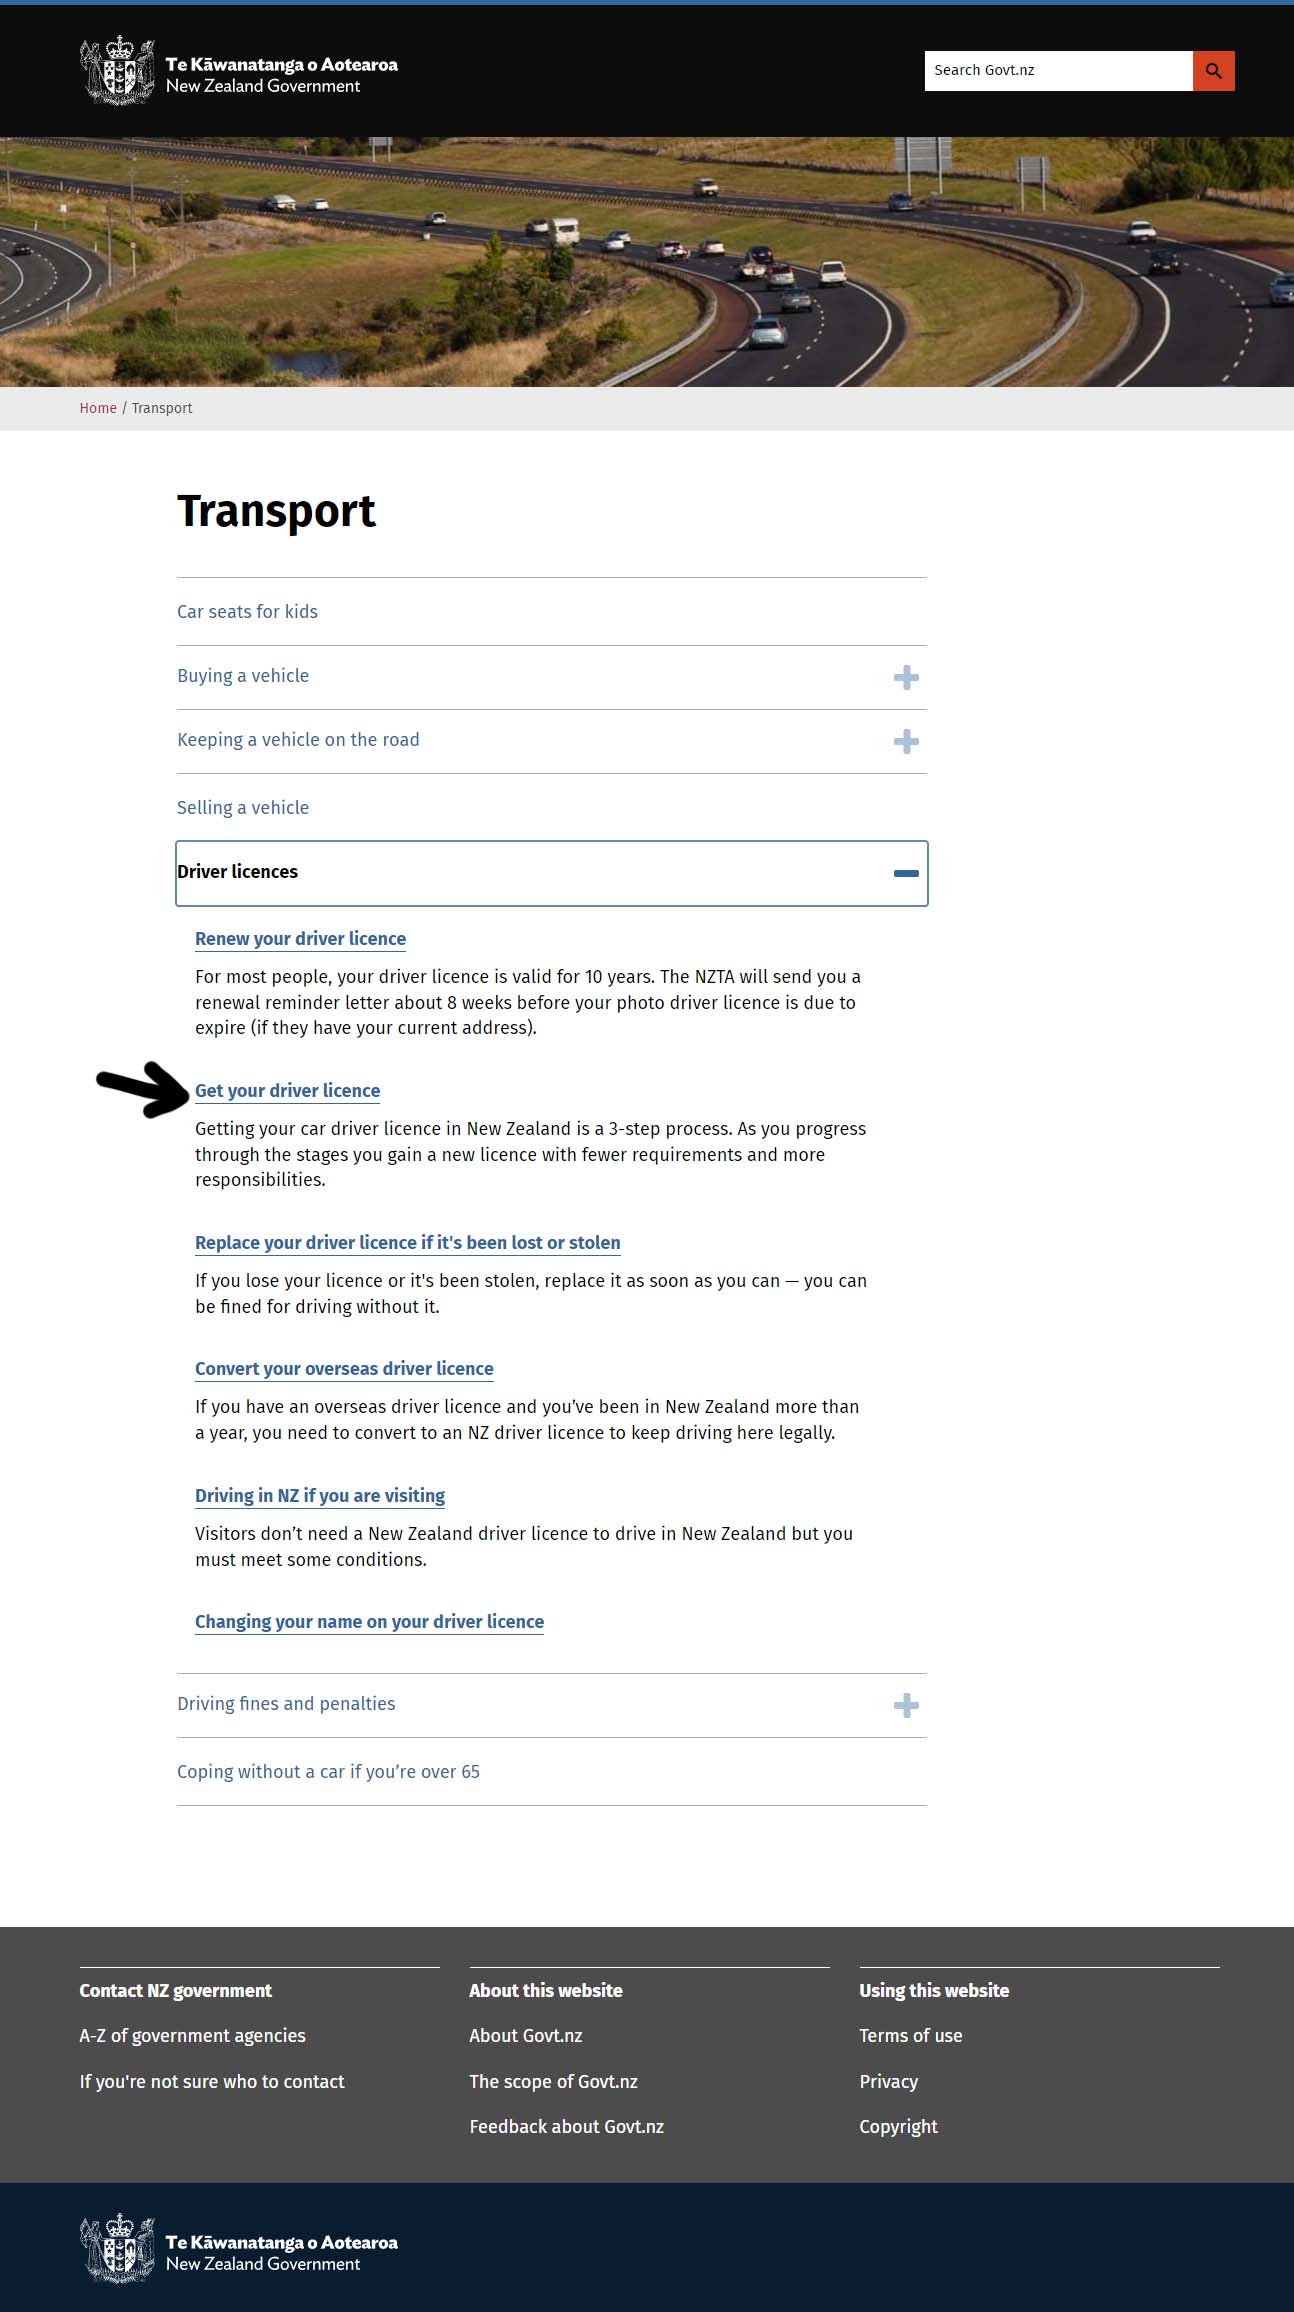 Te Kāwanatanga o Aotearoa
New Zealand Government
Search Govt.nz
Home / Transport
Transport
Car seats for kids
Buying a vehicle
Keeping a vehicle on the road
Selling a vehicle
Driver licences
Renew your driver licence
For most people, your driver licence is valid for 10 years. The NZTA will send you a
renewal reminder letter about 8 weeks before your photo driver licence is due to
expire (if they have your current address).
Get your driver licence
Getting your car driver licence in New Zealand is a 3-step process. As you progress
through the stages you gain a new licence with fewer requirements and more
responsibilities.
Replace your driver licence if it's been lost or stolen
If you lose your licence or it's been stolen, replace it as soon as you can — you can
be fined for driving without it.
Convert your overseas driver licence
If you have an overseas driver licence and you’ve been in New Zealand more than
a year, you need to convert to an NZ driver licence to keep driving here legally.
Driving in NZ if you are visiting
Visitors don’t need a New Zealand driver licence to drive in New Zealand but you
must meet some conditions.
Changing your name on your driver licence
Driving fines and penalties
Coping without a car if you’re over 65
Contact NZ government
A-Z of government agencies
If you're not sure who to contact
About this website
About Govt.nz
The scope of Govt.nz
Feedback about Govt.nz
Using this website
Terms of use
Privacy
Copyright
Te Kāwanatanga o Aotearoa
New Zealand Government